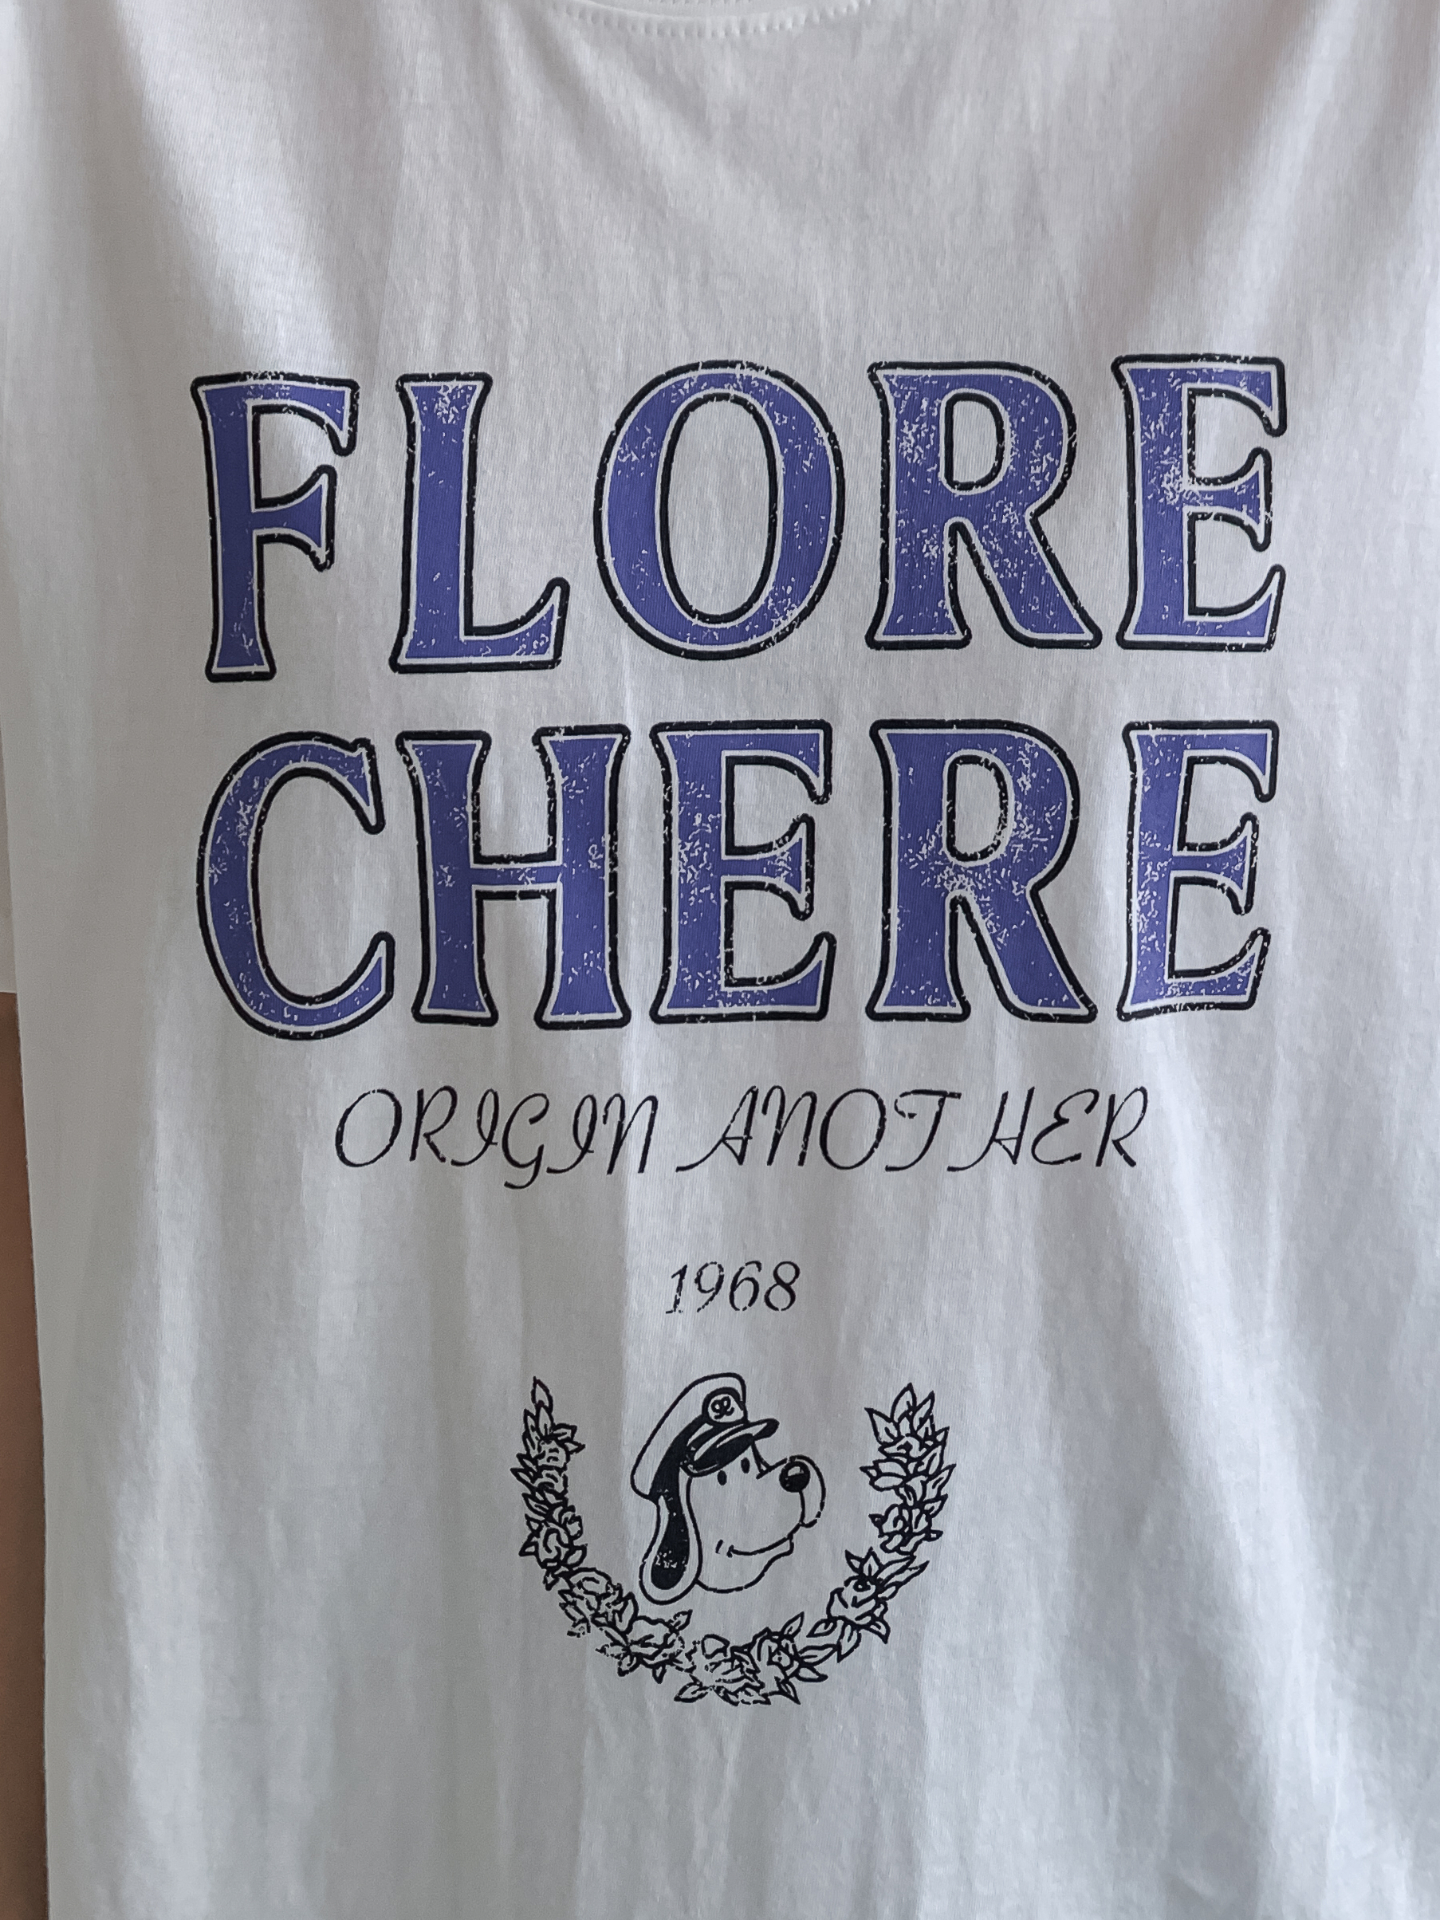 FLORE
CHERE
ORIGIN ANOTHER
1968